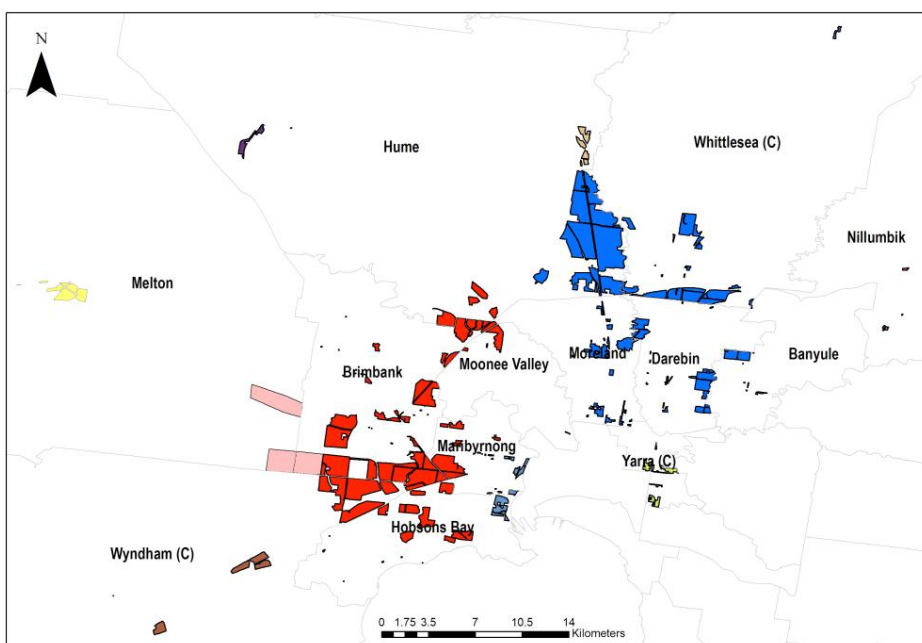 N
Hume
Whittlesea (C)
Nillumbik
Melton
Moreland
Darebin
Banyule
Moonee Valley
Brimbank
Maribyrnong
Yarra (C)
Hobsons Bay
Wyndham (C)
0 1.75 3.5 7 10.5 14
Kilometers